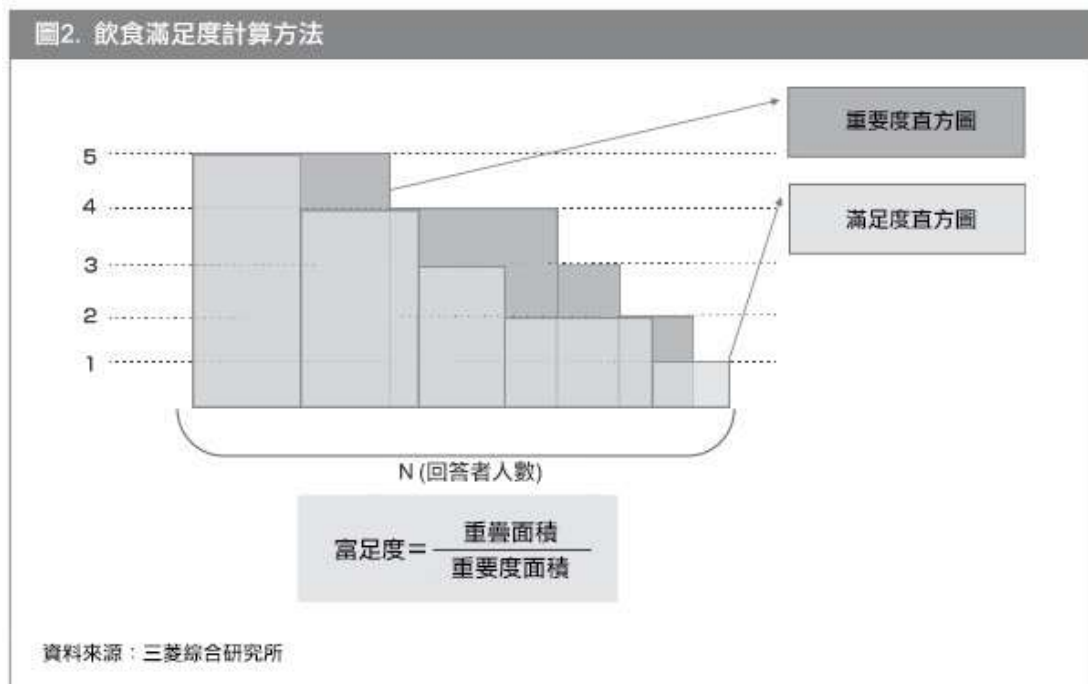 圖2. 飲食滿足度計算方法
重要度直方圖
滿足度直方圖
5
4
3
2
1
N (回答者人數)
富足度＝重疊面積
重要度面積
資料來源：三菱綜合研究所